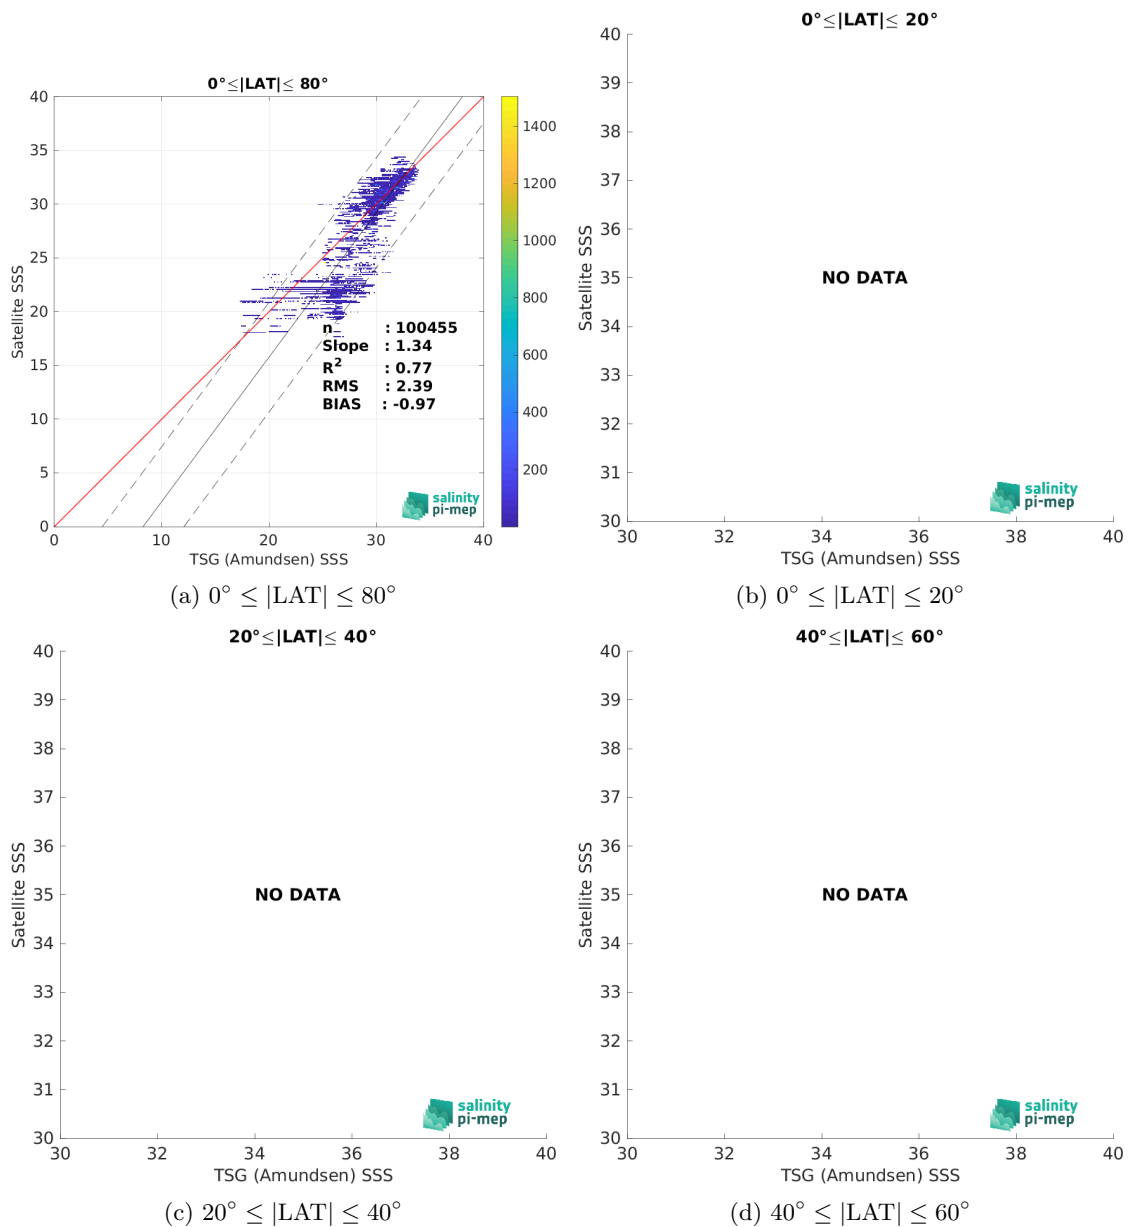 0°≤|LAT|≤ 80°
40
35
30
25
20
15
10
5
0
0
10
20
30
40
Satellite SSS
TSG (Amundsen) SSS
n : 100455
Slope : 1.34
R² : 0.77
RMS : 2.39
BIAS : -0.97
1400
1200
1000
800
600
400
200
salinity
pi-mep
(a) 0° ≤ |LAT| ≤ 80°
0°≤|LAT|≤ 20°
40
39
38
37
36
35
34
33
32
31
30
30
32
34
36
38
40
Satellite SSS
TSG (Amundsen) SSS
NO DATA
salinity
pi-mep
(b) 0° ≤ |LAT| ≤ 20°
20°≤|LAT|≤ 40°
40
39
38
37
36
35
34
33
32
31
30
30
32
34
36
38
40
Satellite SSS
TSG (Amundsen) SSS
NO DATA
salinity
pi-mep
(c) 20° ≤ |LAT| ≤ 40°
40°≤|LAT|≤ 60°
40
39
38
37
36
35
34
33
32
31
30
30
32
34
36
38
40
Satellite SSS
TSG (Amundsen) SSS
NO DATA
salinity
pi-mep
(d) 40° ≤ |LAT| ≤ 60°